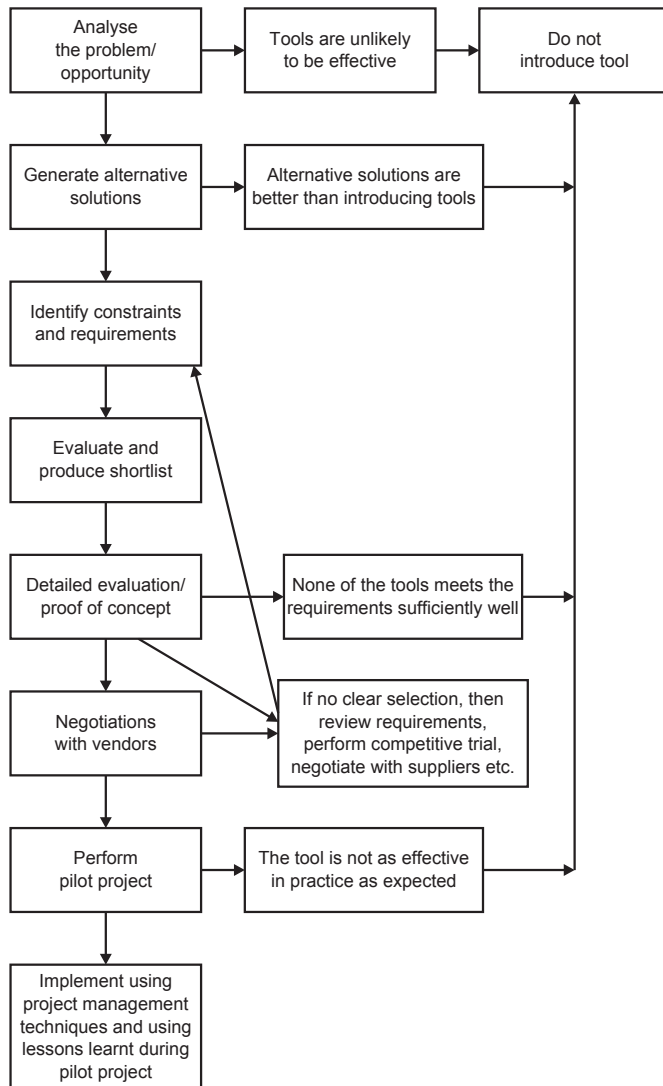 Analyse
the problem/
opportunity
Tools are unlikely
to be effective
Do not
introduce tool
Generate alternative
solutions
Alternative solutions are
better than introducing tools
Identify constraints
and requirements
Evaluate and
produce shortlist
Detailed evaluation/
proof of concept
None of the tools meets the
requirements sufficiently well
Negotiations
with vendors
If no clear selection, then
review requirements,
perform competitive trial,
negotiate with suppliers etc.
Perform
pilot project
The tool is not as effective
in practice as expected
Implement using
project management
techniques and using
lessons learnt during
pilot project